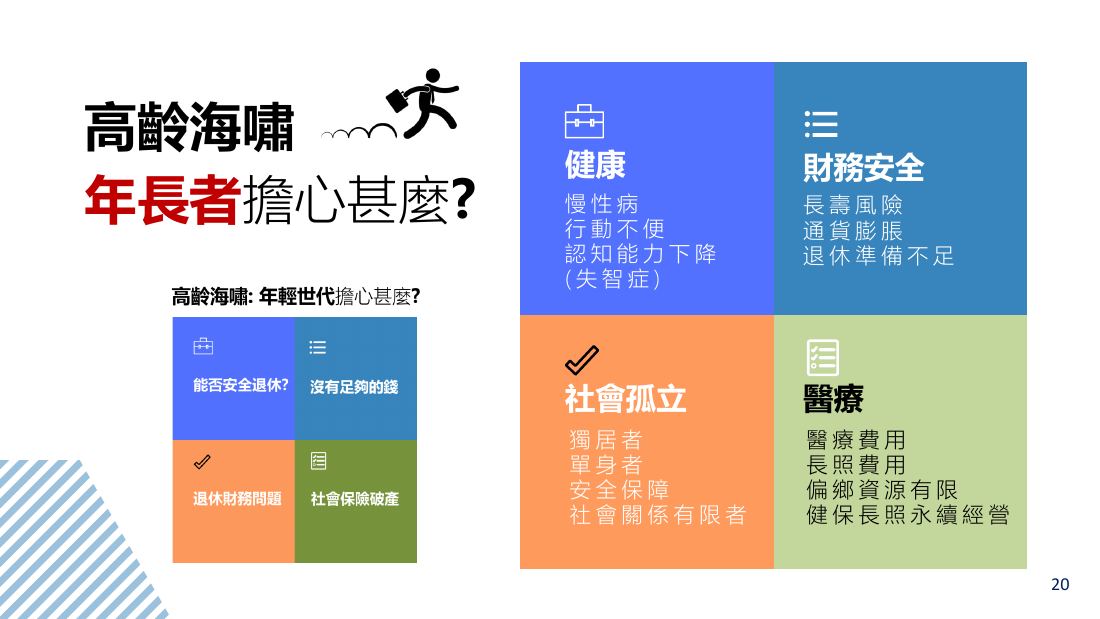 高齡海嘯
年長者擔心甚麼?
高齡海嘯: 年輕世代擔心甚麼?
能否安全退休?
沒有足夠的錢
退休財務問題
社會保險破產
健康
慢性病
行動不便
認知能力下降
(失智症)
財務安全
長壽風險
通貨膨脹
退休準備不足
社會孤立
獨居者
單身者
安全保障
社會關係有限者
醫療
醫療費用
長照費用
偏鄉資源有限
健保長照永續經營
20